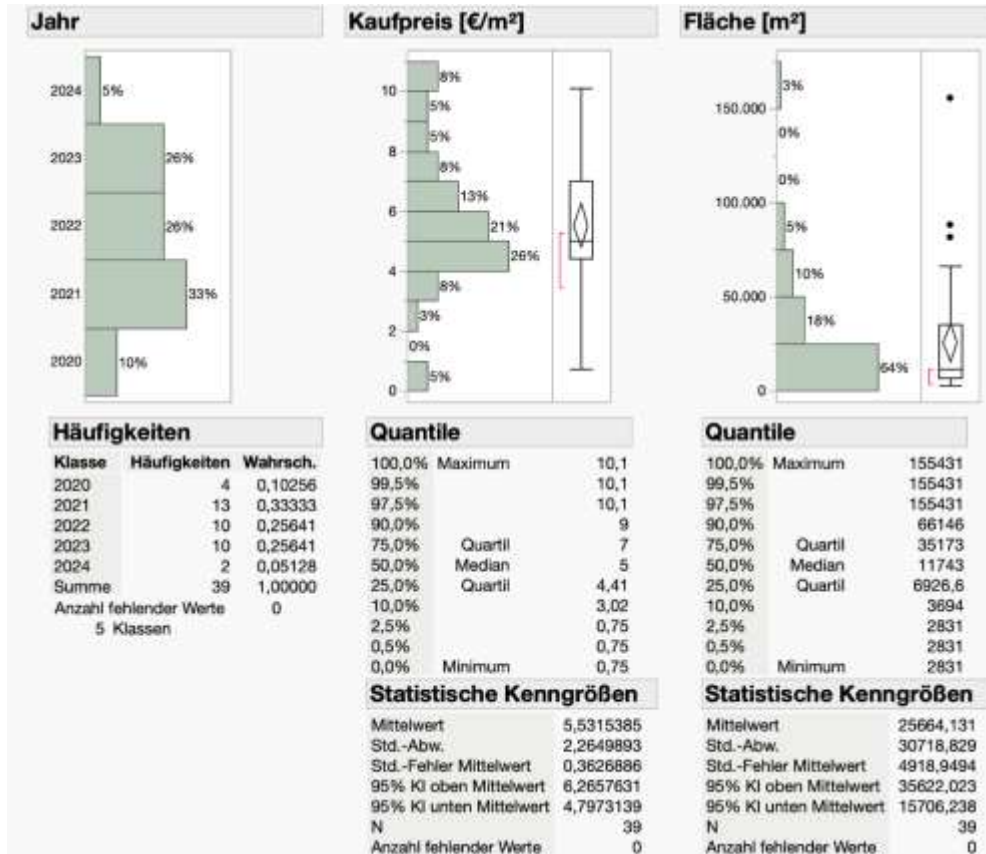 Jahr
2024
5%
2023
26%
2022
26%
2021
33%
2020
10%
Häufigkeiten
Klasse Häufigkeiten Wahrsch.
2020 4 0,10256
2021 13 0,33333
2022 10 0,25641
2023 10 0,25641
2024 2 0,05128
Summe 39 1,00000
Anzahl fehlender Werte 0
5 Klassen
Kaufpreis [€/m²]
8%
10
5%
5%
8
8%
13%
6
21%
26%
4
8%
3%
2
0%
5%
0
Quantile
100,0% Maximum 10,1
99,5% 10,1
97,5% 10,1
90,0% 9
75,0% Quartil 7
50,0% Median 5
25,0% Quartil 4,41
10,0% 3,02
2,5% 0,75
0,5% 0,75
0,0% Minimum 0,75
Statistische Kenngrößen
Mittelwert 5,5315385
Std.-Abw. 2,2649893
Std.-Fehler Mittelwert 0,3626886
95% KI oben Mittelwert 6,2657631
95% KI unten Mittelwert 4,7973139
N 39
Anzahl fehlender Werte 0
Fläche [m²]
3%
150.000
0%
0%
100.000
5%
10%
50.000
18%
64%
0
Quantile
100,0% Maximum 155431
99,5% 155431
97,5% 155431
90,0% 66146
75,0% Quartil 35173
50,0% Median 11743
25,0% Quartil 6926,6
10,0% 3694
2,5% 2831
0,5% 2831
0,0% Minimum 2831
Statistische Kenngrößen
Mittelwert 25664,131
Std.-Abw. 30718,829
Std.-Fehler Mittelwert 4918,9494
95% KI oben Mittelwert 35622,023
95% KI unten Mittelwert 15706,238
N 39
Anzahl fehlender Werte 0